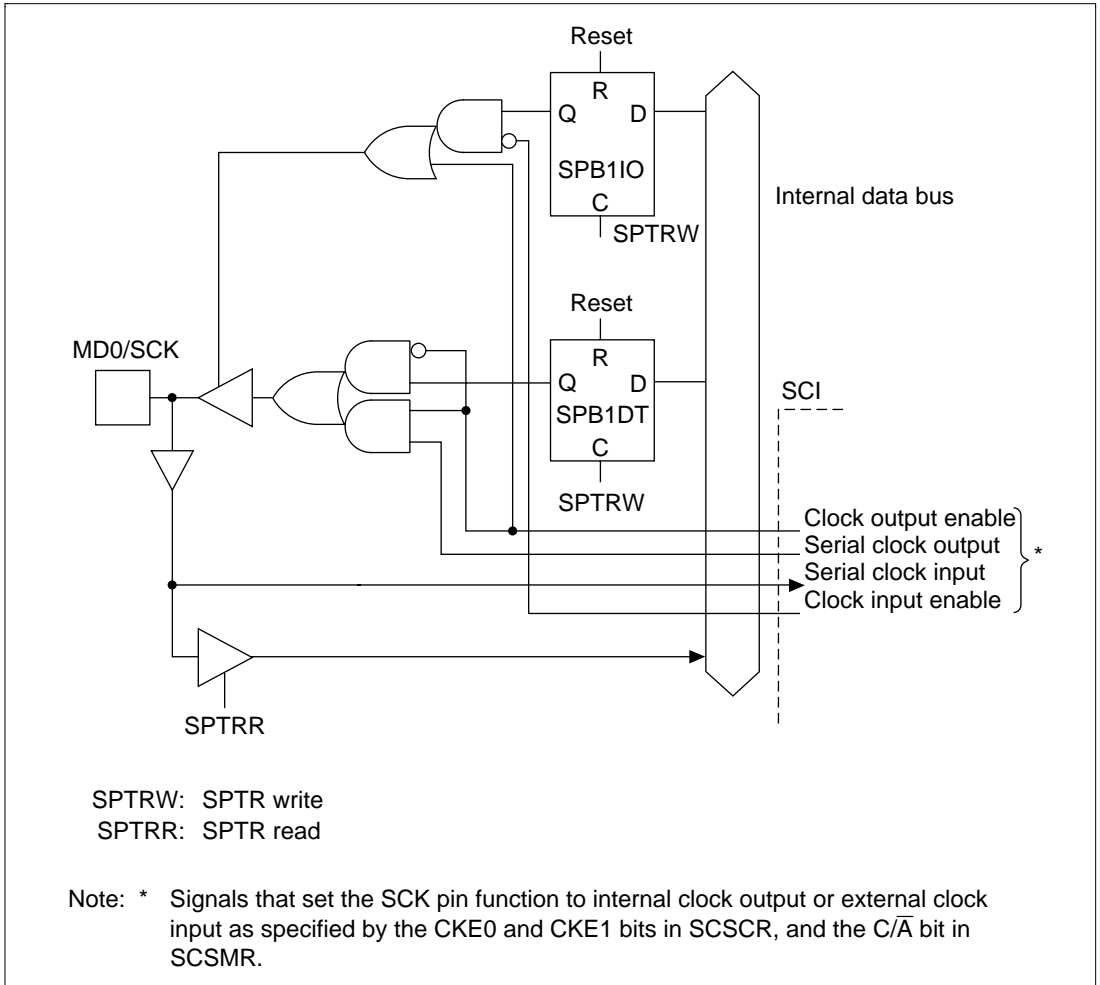 Reset
R
Q D
SPB1IO
C
SPTRW
Internal data bus
Reset
MD0/SCK
R
Q D
SPB1DT
C
SPTRW
SCI
Clock output enable
Serial clock output
Serial clock input
Clock input enable
*
SPTRR
SPTRW: SPTR write
SPTRR: SPTR read
Note: * Signals that set the SCK pin function to internal clock output or external clock
input as specified by the CKE0 and CKE1 bits in SCSCR, and the C/A̅ bit in
SCSMR.